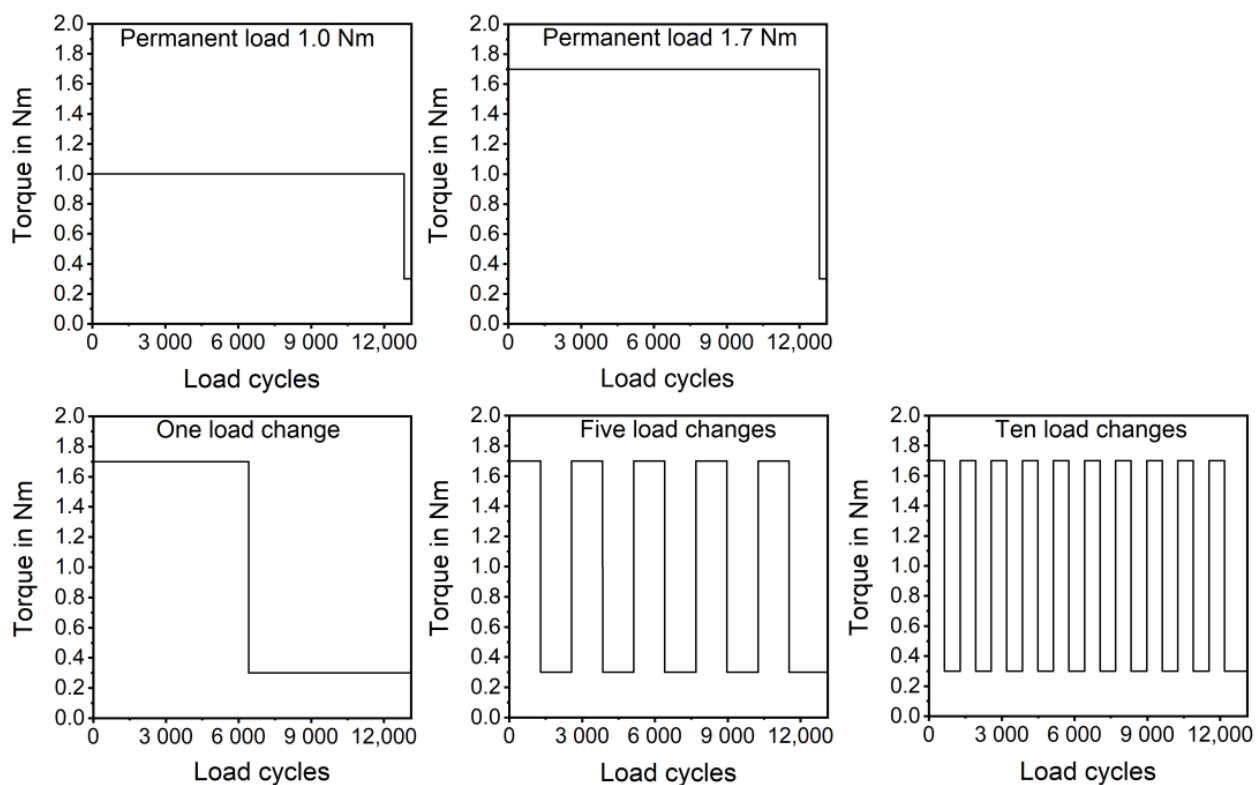 Permanent load 1.0 Nm
Torque in Nm
2.0
1.8
1.6
1.4
1.2
1.0
0.8
0.6
0.4
0.2
0.0
0 3 000 6 000 9 000 12,000
Load cycles
Permanent load 1.7 Nm
Torque in Nm
2.0
1.8
1.6
1.4
1.2
1.0
0.8
0.6
0.4
0.2
0.0
0 3 000 6 000 9 000 12,000
Load cycles
One load change
Torque in Nm
2.0
1.8
1.6
1.4
1.2
1.0
0.8
0.6
0.4
0.2
0.0
0 3 000 6 000 9 000 12,000
Load cycles
Five load changes
Torque in Nm
2.0
1.8
1.6
1.4
1.2
1.0
0.8
0.6
0.4
0.2
0.0
0 3 000 6 000 9 000 12,000
Load cycles
Ten load changes
Torque in Nm
2.0
1.8
1.6
1.4
1.2
1.0
0.8
0.6
0.4
0.2
0.0
0 3 000 6 000 9 000 12,000
Load cycles